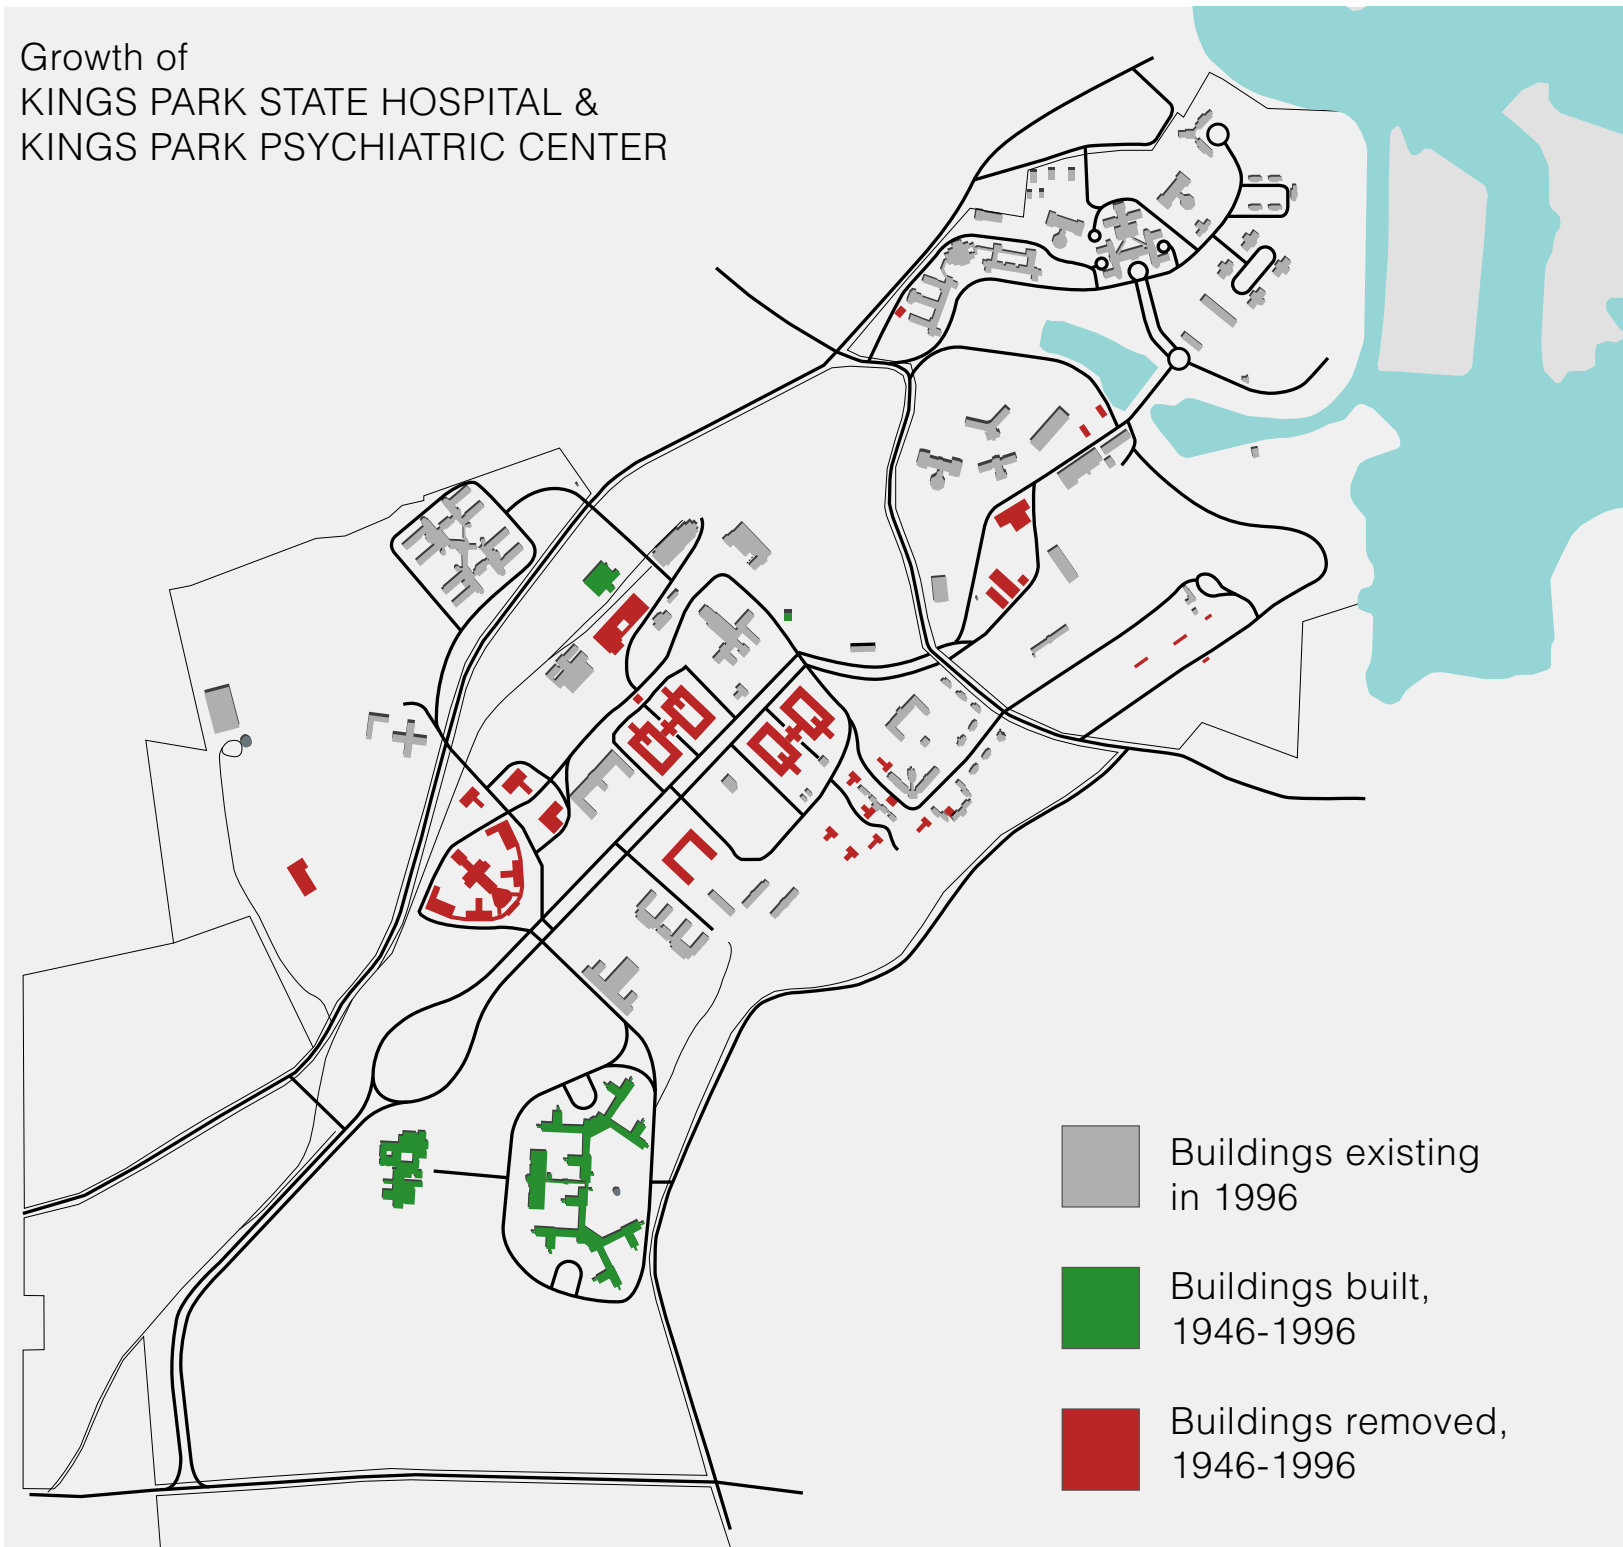 Growth of
KINGS PARK STATE HOSPITAL &
KINGS PARK PSYCHIATRIC CENTER
Buildings existing
in 1996
Buildings built,
1946-1996
Buildings removed,
1946-1996